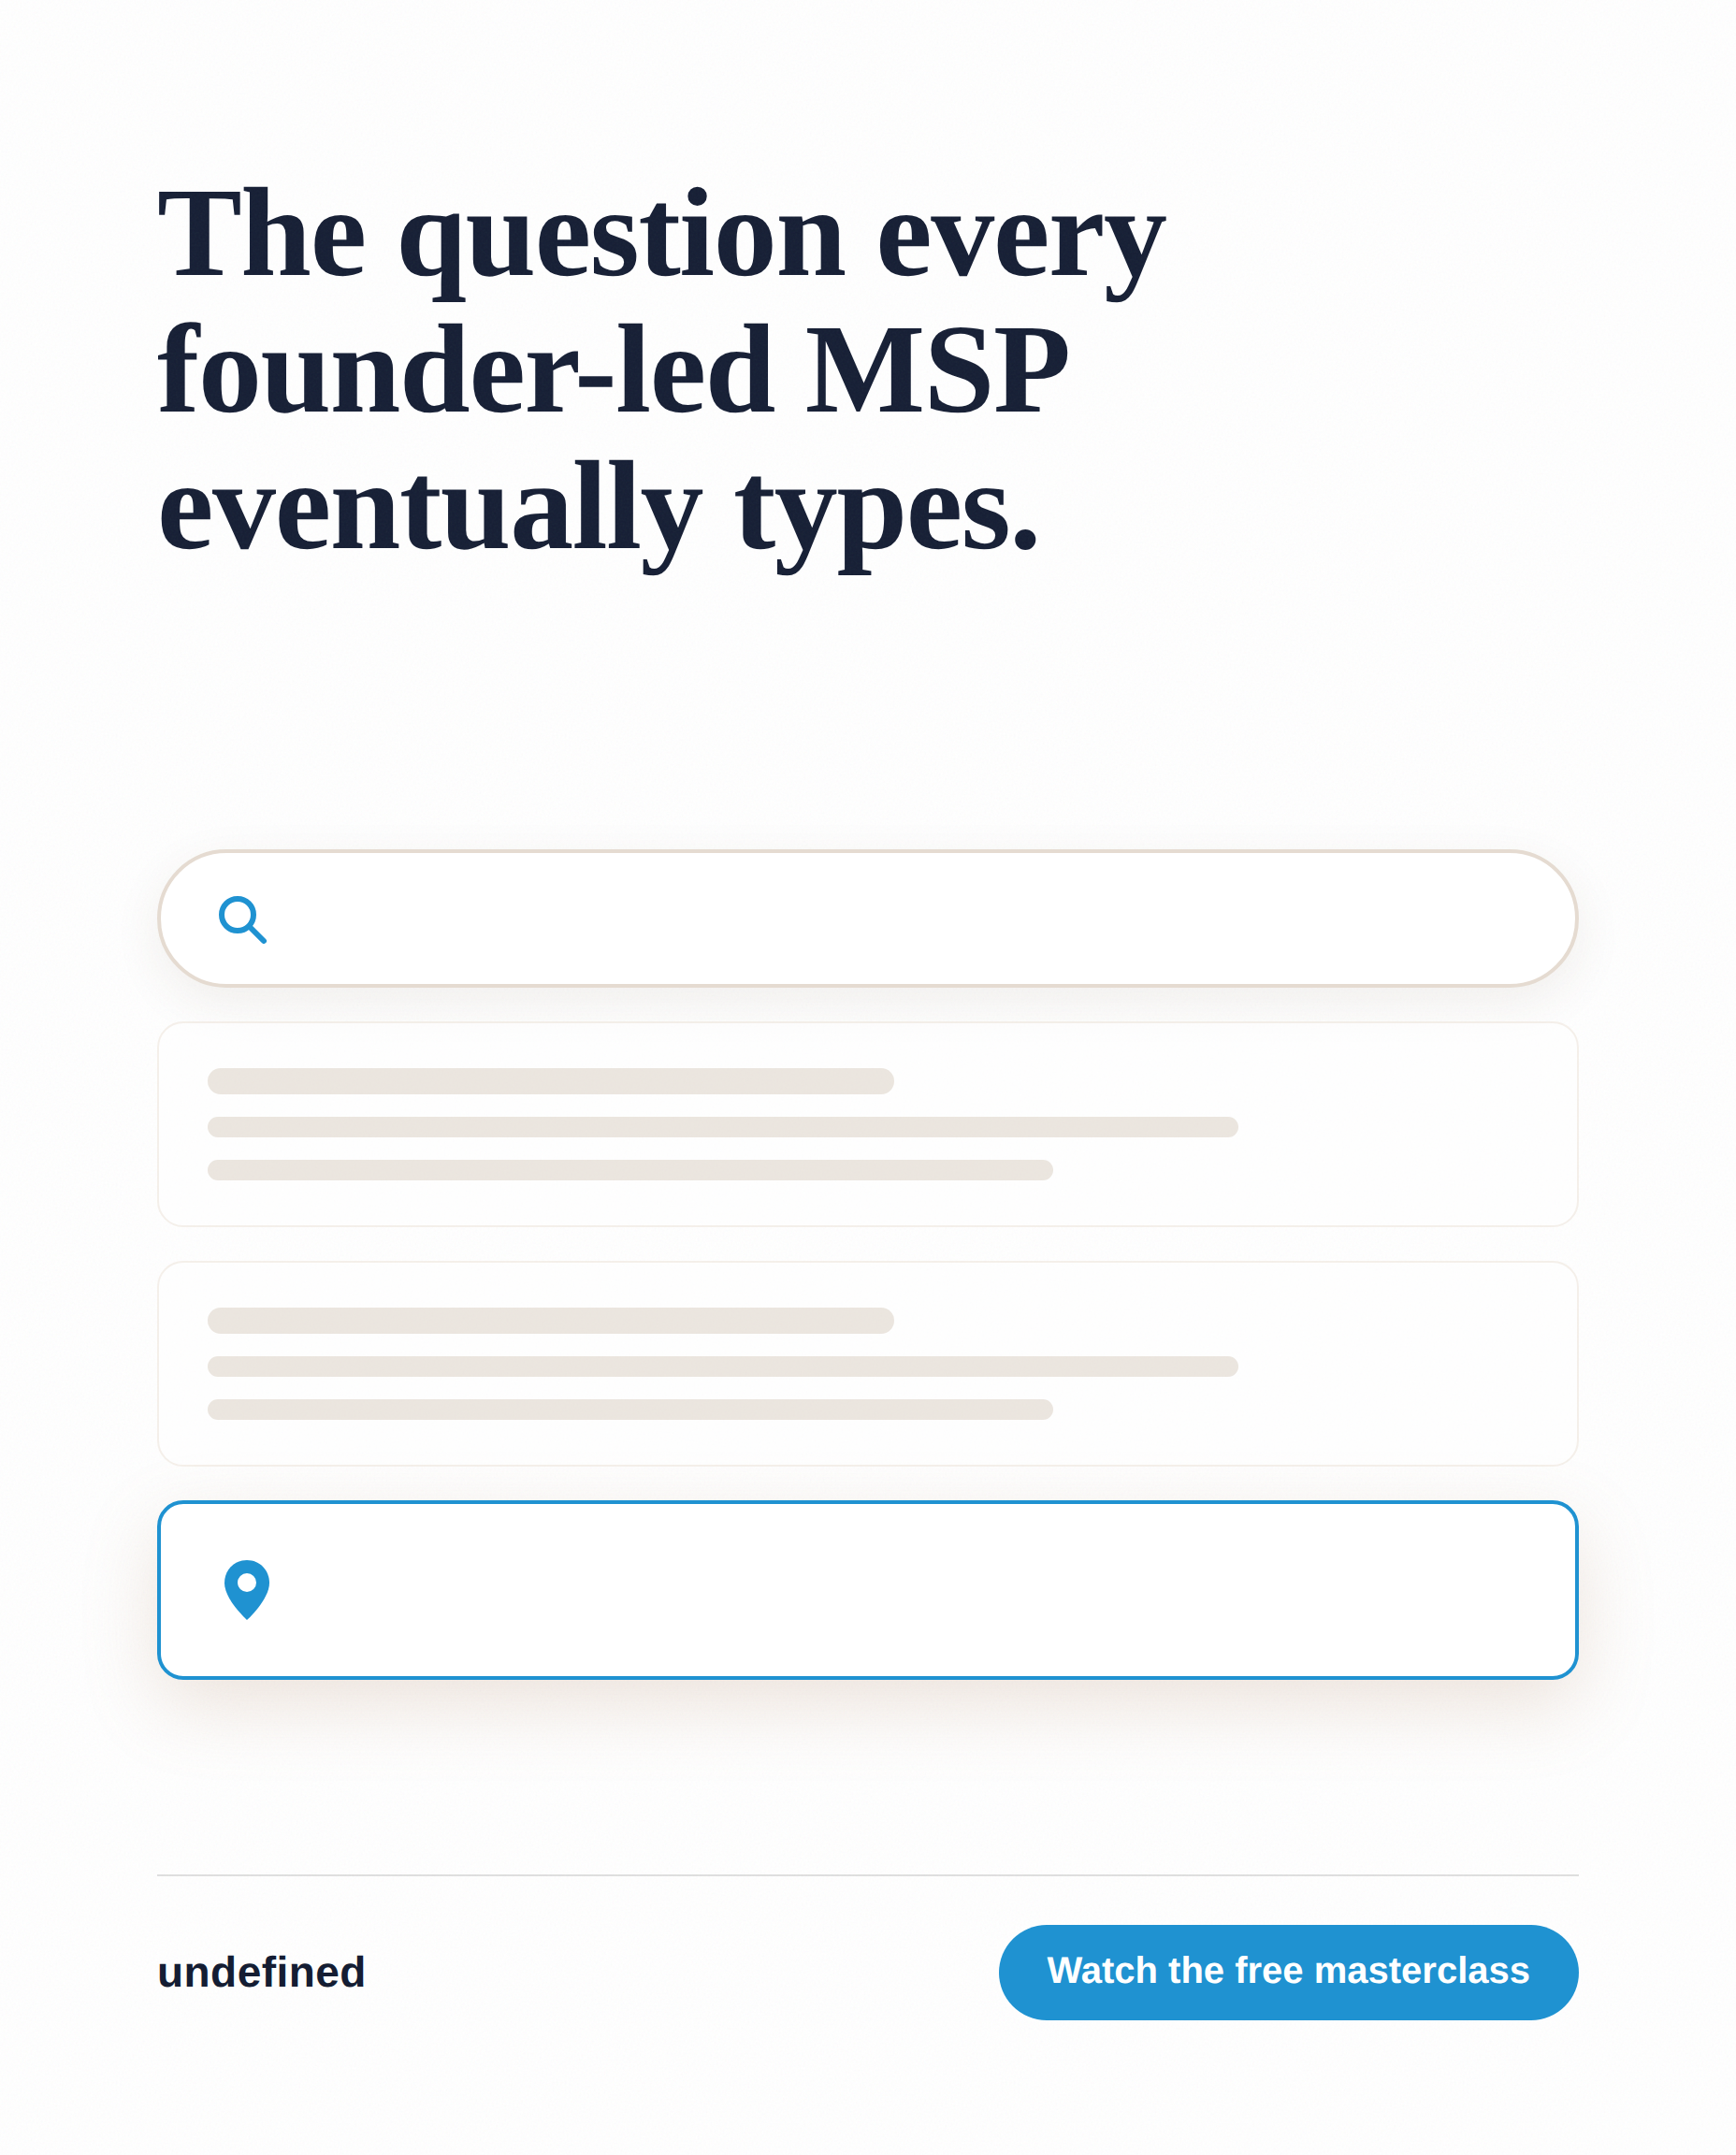 The question every
founder-led MSP
eventually types.
undefined
Watch the free masterclass